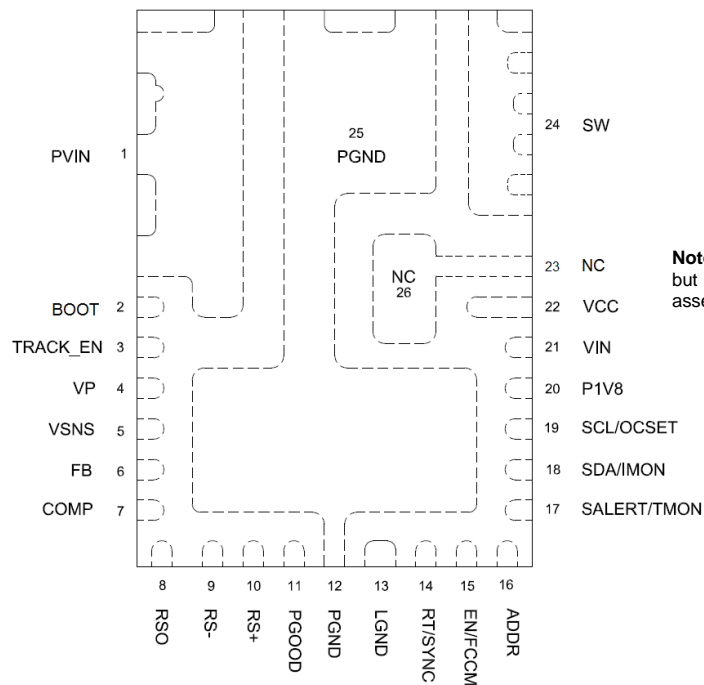 25
PGND
24 SW
PVIN 1
23 NC
Note
but
asse
NC
26
BOOT 2
22 VCC
TRACK_EN 3
21 VIN
VP 4
20 P1V8
VSNS 5
19 SCL/OCSET
FB 6
18 SDA/IMON
COMP 7
17 SALERT/TMON
8 9 10 11 12 13 14 15 16
RSO
RS-
RS+
PGOOD
PGND
LGND
RT/SYNC
EN/FCCM
ADDR